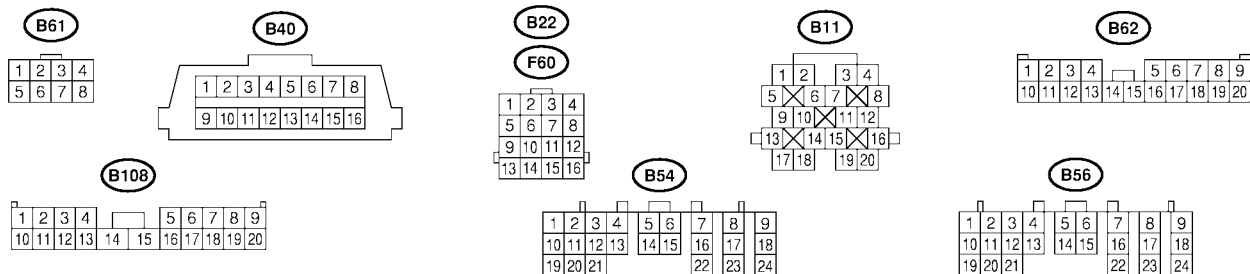 B61
1 2 3 4
5 6 7 8
B40
1 2 3 4 5 6 7 8
9 10 11 12 13 14 15 16
B22
F60
1 2 3 4
5 6 7 8
9 10 11 12
13 14 15 16
B11
1 2 3 4
5 6 7 8
9 10 11 12
13 14 15 16
17 18 19 20
B62
1 2 3 4 5 6 7 8 9
10 11 12 13 14 15 16 17 18 19 20
B108
1 2 3 4 5 6 7 8 9
10 11 12 13 14 15 16 17 18 19 20
B54
1 2 3 4 5 6 7 8 9
10 11 12 13 14 15 16 17 18
19 20 21 22 23 24
B56
1 2 3 4 5 6 7 8 9
10 11 12 13 14 15 16 17 18
19 20 21 22 23 24